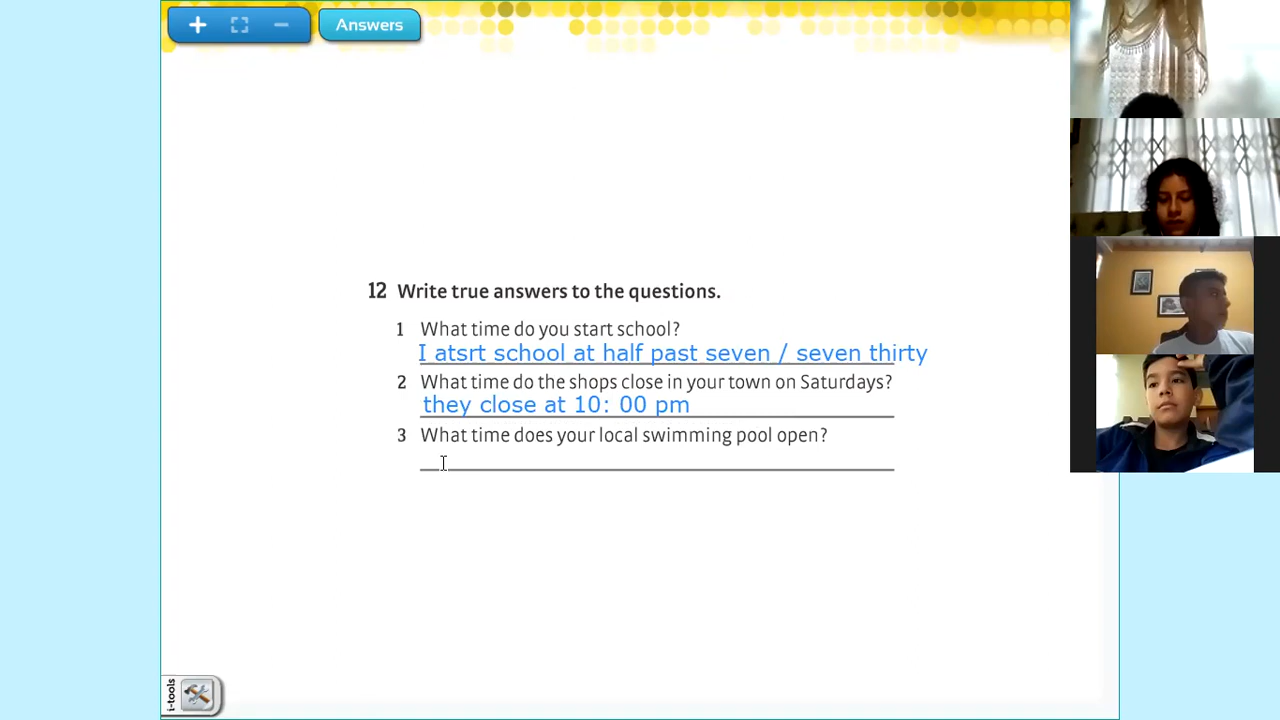 Answers
12 Write true answers to the questions.
1 What time do you start school?
I atsrt school at half past seven / seven thirty
2 What time do the shops close in your town on Saturdays?
they close at 10: 00 pm
3 What time does your local swimming pool open?
i-tools